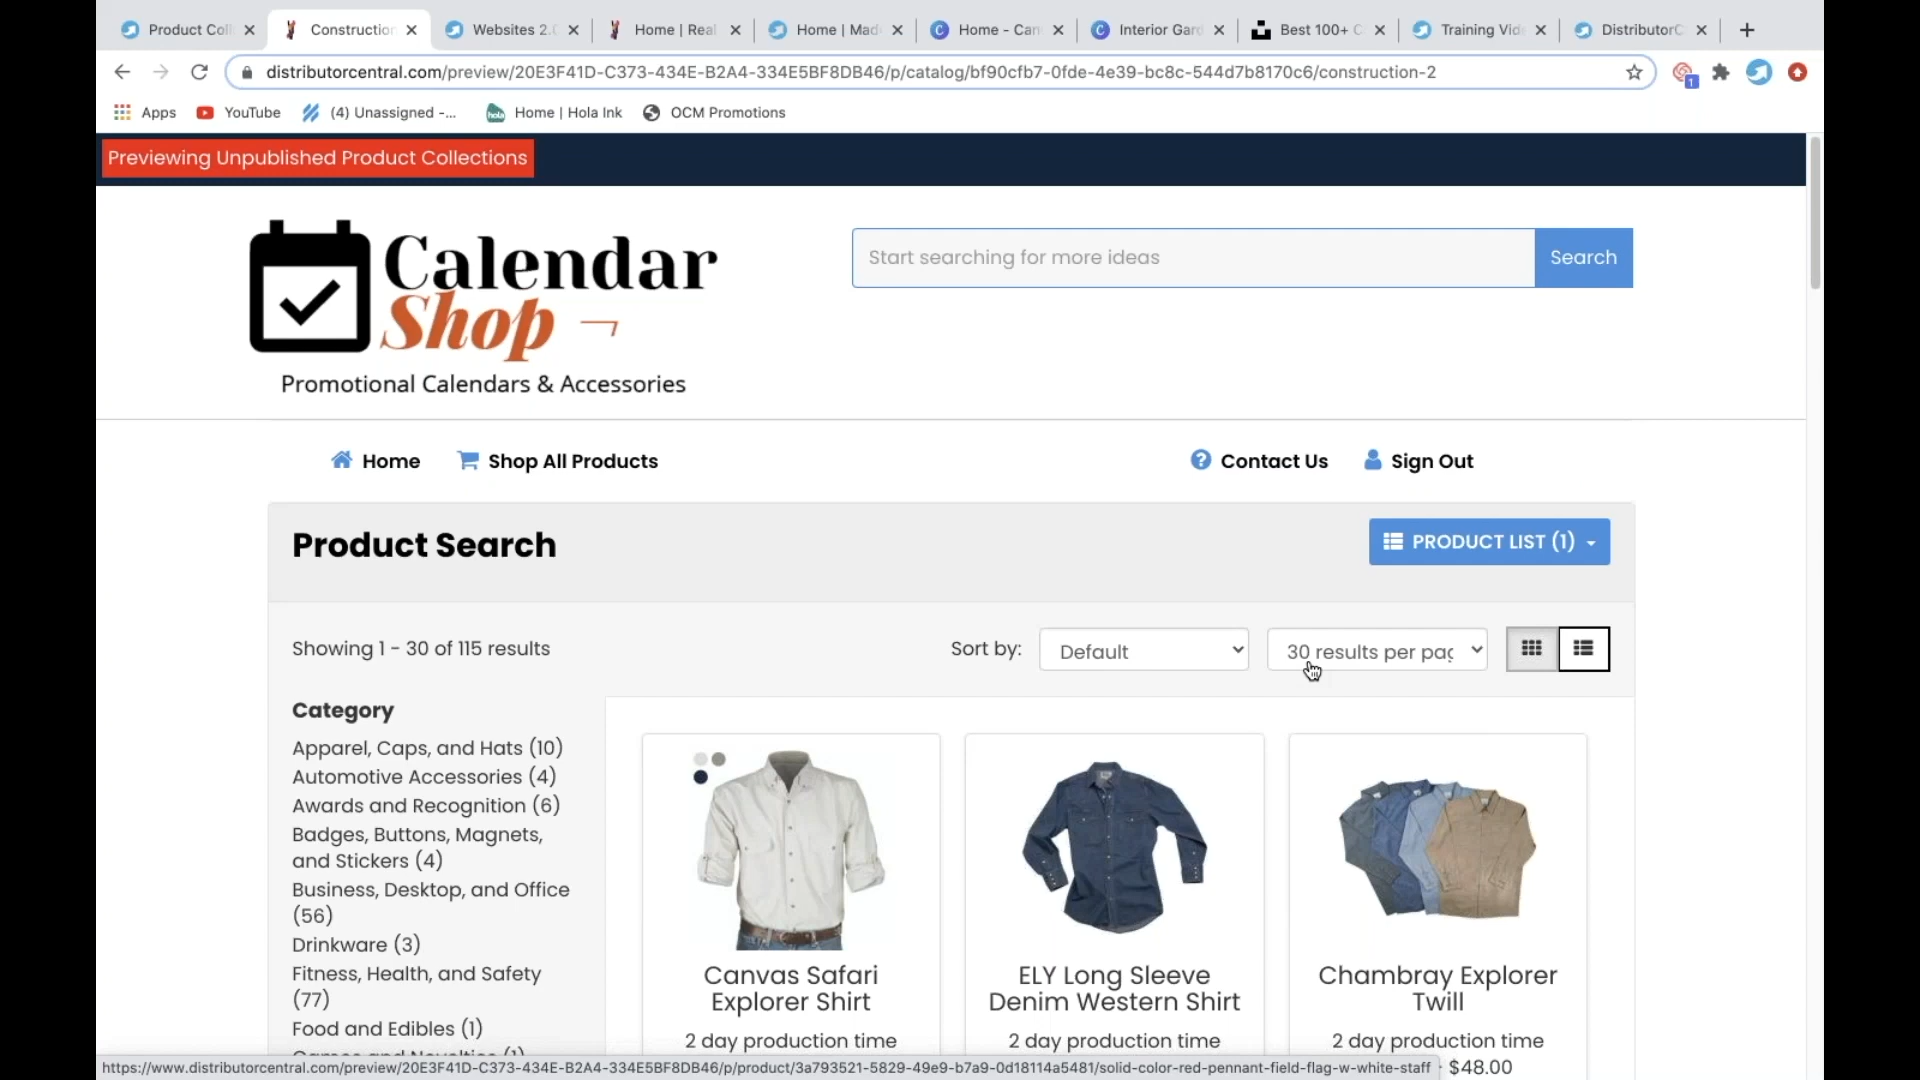 Product Coll
Construction
Websites 2.0
Home | Real
Home | Mad
Home - Can
Interior Gard
Best 100+ C
Training Vid
DistributorC
distributorcentral.com/preview/20E3F41D-C373-434E-B2A4-334E5BF8DB46/p/catalog/bf90cfb7-0fde-4e39-bc8c-544d7b8170c6/construction-2
1
Apps
YouTube
(4) Unassigned -...
hola
Home | Hola Ink
OCM Promotions
Previewing Unpublished Product Collections
Calendar
Shop
Promotional Calendars & Accessories
Start searching for more ideas
Search
Home
Shop All Products
Contact Us
Sign Out
Product Search
PRODUCT LIST (1)
Showing 1 - 30 of 115 results
Sort by:
Default
30 results per pag
Category
Apparel, Caps, and Hats (10)
Automotive Accessories (4)
Awards and Recognition (6)
Badges, Buttons, Magnets,
and Stickers (4)
Business, Desktop, and Office
(56)
Drinkware (3)
Fitness, Health, and Safety
(77)
Food and Edibles (1)
Games and Novelties (1)
Canvas Safari
Explorer Shirt
2 day production time
ELY Long Sleeve
Denim Western Shirt
2 day production time
Chambray Explorer
Twill
2 day production time
$48.00
https://www.distributorcentral.com/preview/20E3F41D-C373-434E-B2A4-334E5BF8DB46/p/product/3a793521-5829-49e9-b7a9-0d18114a5481/solid-color-red-pennant-field-flag-w-white-staff